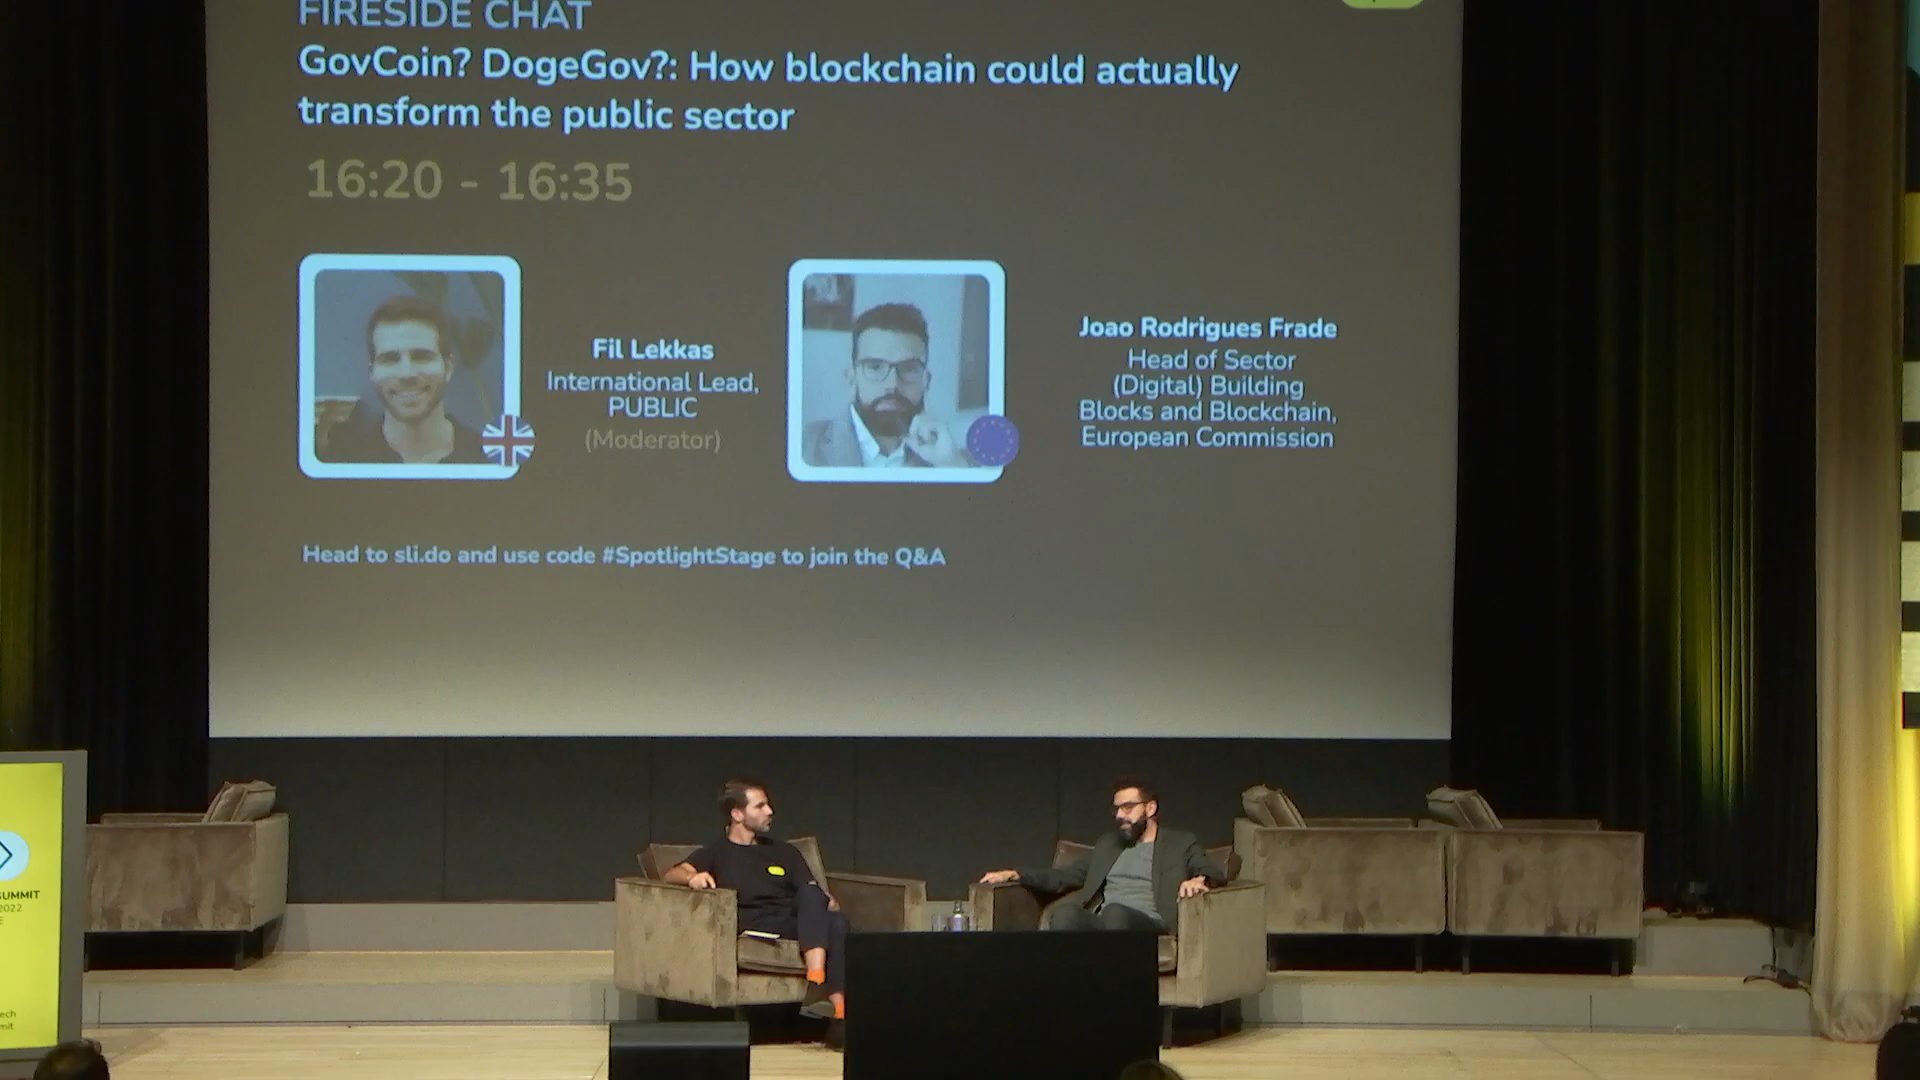 FIRESIDE CHAT
GovCoin? DogeGov?: How blockchain could actually
transform the public sector
16:20 - 16:35
Fil Lekkas
International Lead,
PUBLIC
(Moderator)
Joao Rodrigues Frade
Head of Sector
(Digital) Building
Blocks and Blockchain,
European Commission
Head to sli.do and use code #SpotlightStage to join the Q&A
SUMMIT
2022